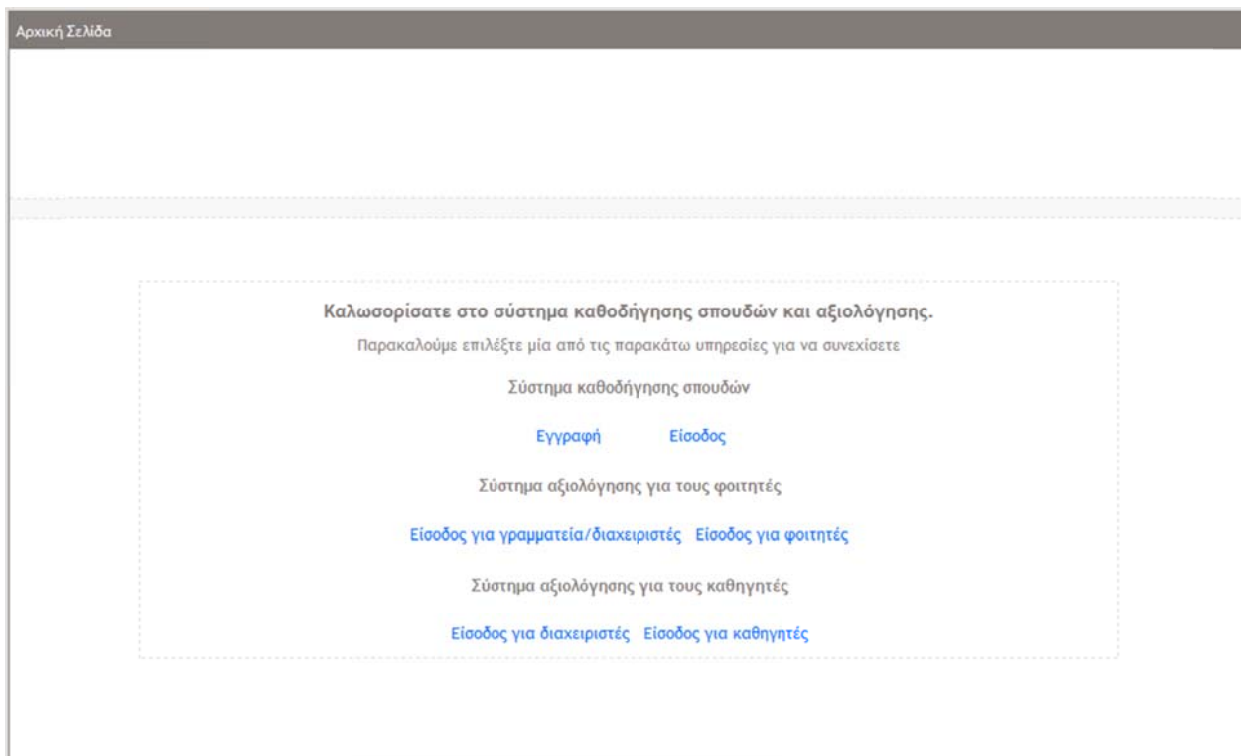 Αρχική Σελίδα
Καλωσορίσατε στο σύστημα καθοδήγησης σπουδών και αξιολόγησης.
Παρακαλούμε επιλέξτε μία από τις παρακάτω υπηρεσίες για να συνεχίσετε
Σύστημα καθοδήγησης σπουδών
Εγγραφή Είσοδος
Σύστημα αξιολόγησης για τους φοιτητές
Είσοδος για γραμματεία/διαχειριστές Είσοδος για φοιτητές
Σύστημα αξιολόγησης για τους καθηγητές
Είσοδος για διαχειριστές Είσοδος για καθηγητές